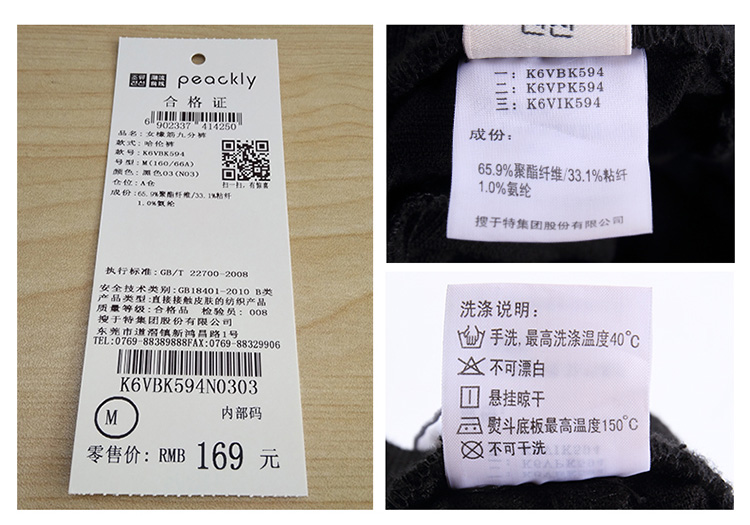 peackly
合格证
6 902337 414250
品名:女橡筋九分裤
款式:哈伦裤
款号:K6VBK594
号型:M(160/66A)
颜色:黑色03(N03)
仓位:A仓
扫一扫,有惊喜
成份:65.9%聚酯纤维/33.1%粘纤
1.0%氨纶
执行标准:GB/T 22700-2008
安全技术类别:GB18401-2010 B类
产品类型:直接接触皮肤的纺织产品
质量等级:合格品 检验员: 008
搜于特集团股份有限公司
东莞市道滘镇新鸿昌路1号
TEL:0769-88389888FAX:0769-88329906
K6VBK594N0303
M
内部码
零售价: RMB 169 元
一: K6VBK594
二: K6VPK594
三: K6VIK594
成份:
65.9%聚酯纤维/33.1%粘纤
1.0%氨纶
搜于特集团股份有限公司
洗涤说明:
手洗,最高洗涤温度40°C
不可漂白
悬挂晾干
熨斗底板最高温度150°C
不可干洗